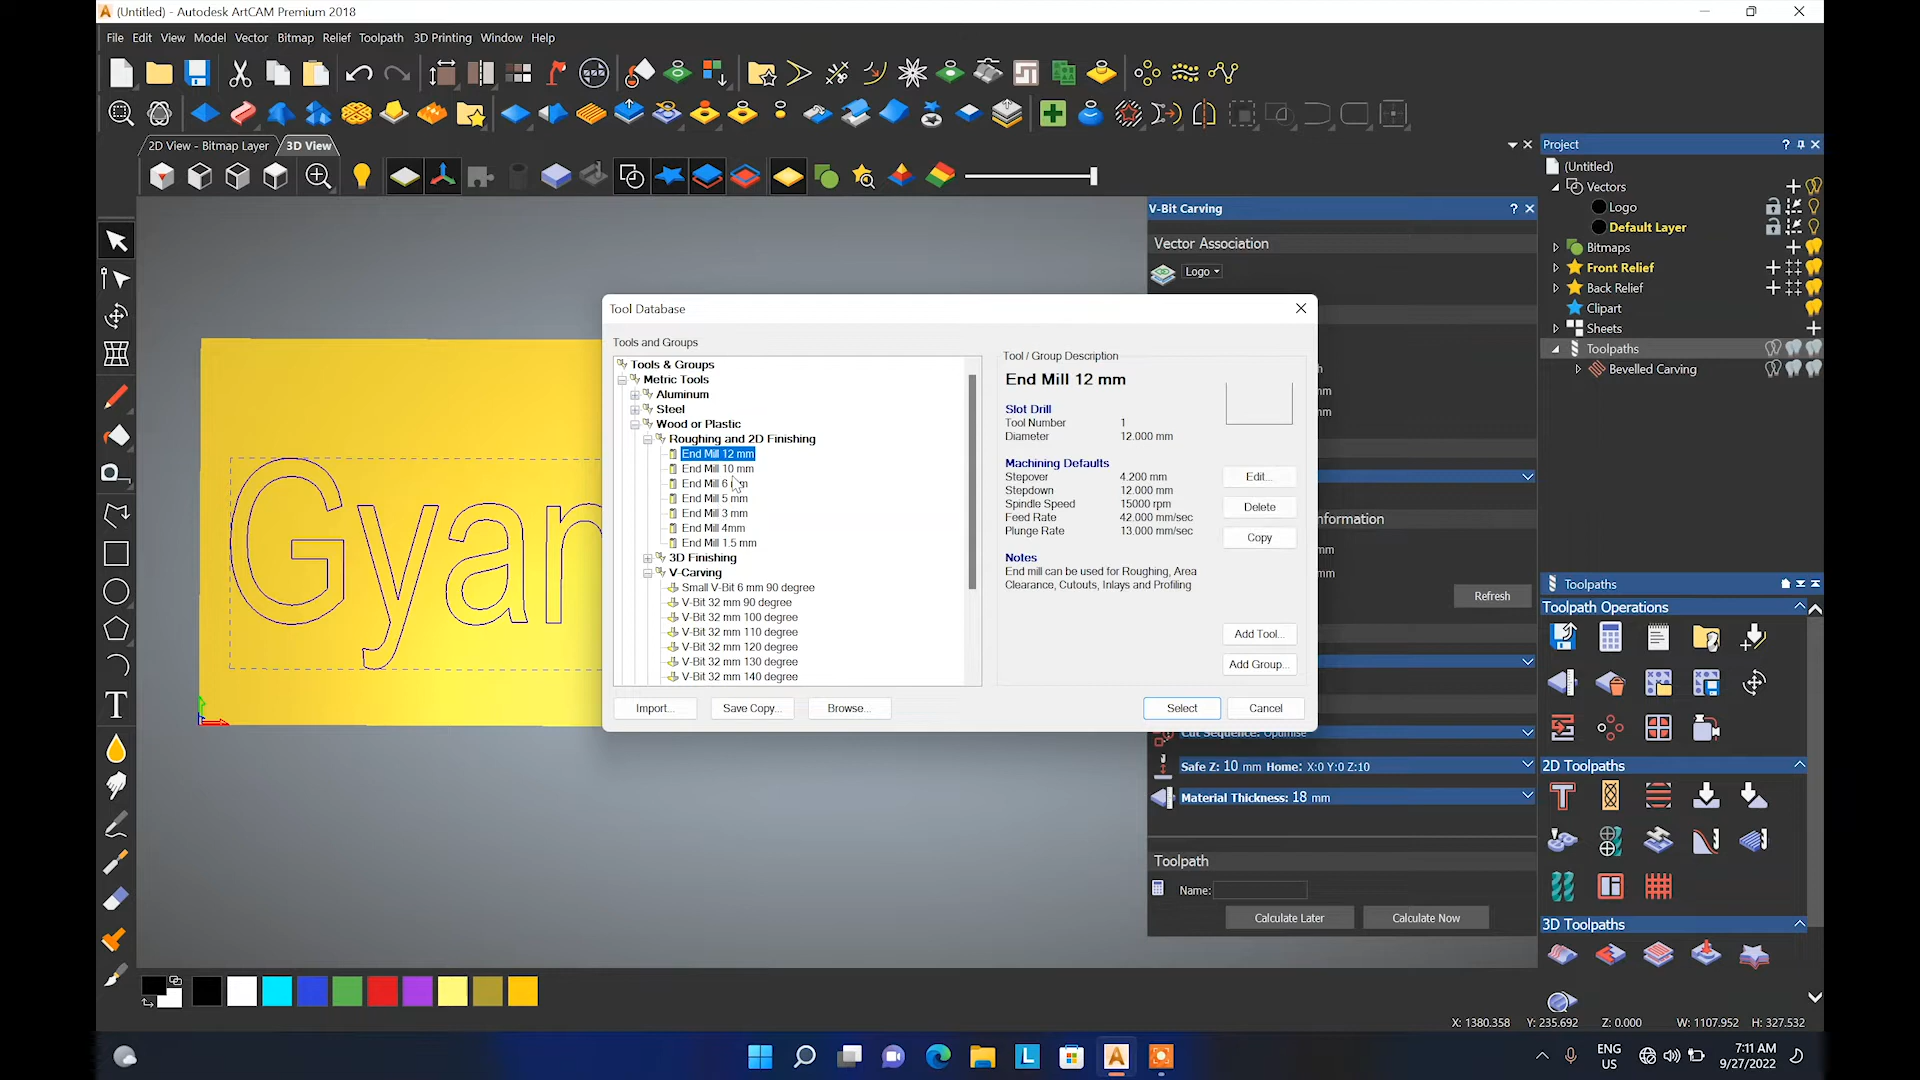 (Untitled) - Autodesk ArtCAM Premium 2018
File Edit View Model Vector Bitmap Relief Toolpath 3D Printing Window Help
2D View - Bitmap Layer 3D View
Project
(Untitled)
Vectors
Logo
Default Layer
Bitmaps
Front Relief
Back Relief
Clipart
Sheets
Toolpaths
Bevelled Carving
V-Bit Carving
Vector Association
Logo
Gyan
Tool Database
Tools and Groups
Tools & Groups
Metric Tools
Aluminum
Steel
Wood or Plastic
Roughing and 2D Finishing
End Mill 12 mm
End Mill 10 mm
End Mill 6 mm
End Mill 5 mm
End Mill 3 mm
End Mill 4mm
End Mill 1.5 mm
3D Finishing
V-Carving
Small V-Bit 6 mm 90 degree
V-Bit 32 mm 90 degree
V-Bit 32 mm 100 degree
V-Bit 32 mm 110 degree
V-Bit 32 mm 120 degree
V-Bit 32 mm 130 degree
V-Bit 32 mm 140 degree
Import... Save Copy... Browse...
Tool / Group Description
End Mill 12 mm
Slot Drill
Tool Number 1
Diameter 12.000 mm
Machining Defaults
Stepover 4.200 mm
Stepdown 12.000 mm
Spindle Speed 15000 rpm
Feed Rate 42.000 mm/sec
Plunge Rate 13.000 mm/sec
Notes
End mill can be used for Roughing, Area
Clearance, Cutouts, Inlays and Profiling
Edit...
Delete
Copy
Add Tool...
Add Group...
Select Cancel
mm
mm
nformation
mm
mm
Refresh
Cut Sequence: Optimise
Safe Z: 10 mm Home: X:0 Y:0 Z:10
Material Thickness: 18 mm
Toolpath
Name:
Calculate Later Calculate Now
Toolpaths
Toolpath Operations
2D Toolpaths
3D Toolpaths
X: 1380.358 Y: 235.692 Z: 0.000 W: 1107.952 H: 327.532
ENG
US
7:11 AM
9/27/2022